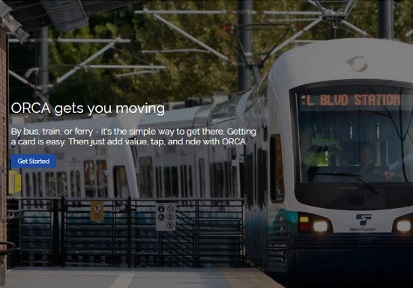 ORCA gets you moving
:L BLVD STATION
By bus, train, or ferry - it's the simple way to get there. Getting
a card is easy. Then just add value, tap, and ride with ORCA.
Get Started